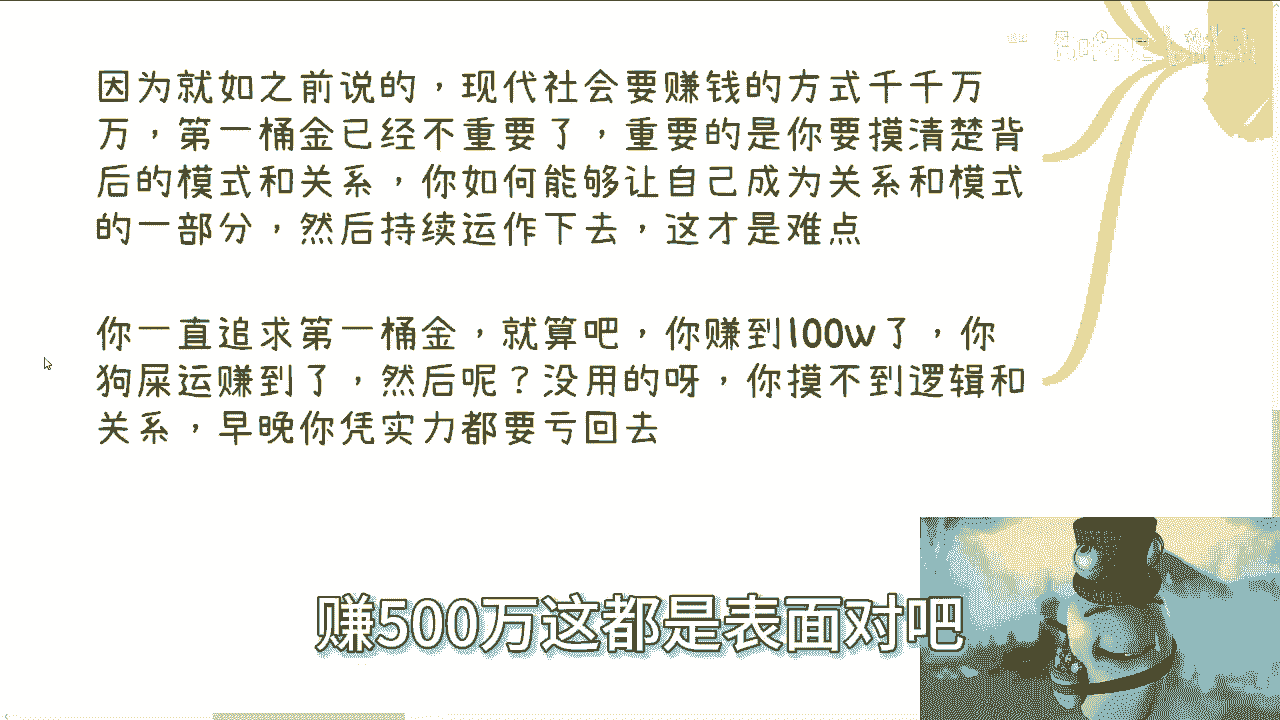 因为就如之前说的，现代社会要赚钱的方式千千万
万，第一桶金已经不重要了，重要的是你要摸清楚背
后的模式和关系，你如何能够让自己成为关系和模式
的一部分，然后持续运作下去，这才是难点
你一直追求第一桶金，就算吧，你赚到100w了，你
狗屎运赚到了，然后呢？没用的呀，你摸不到逻辑和
关系，早晚你凭实力都要亏回去
赚500万这都是表面对吧